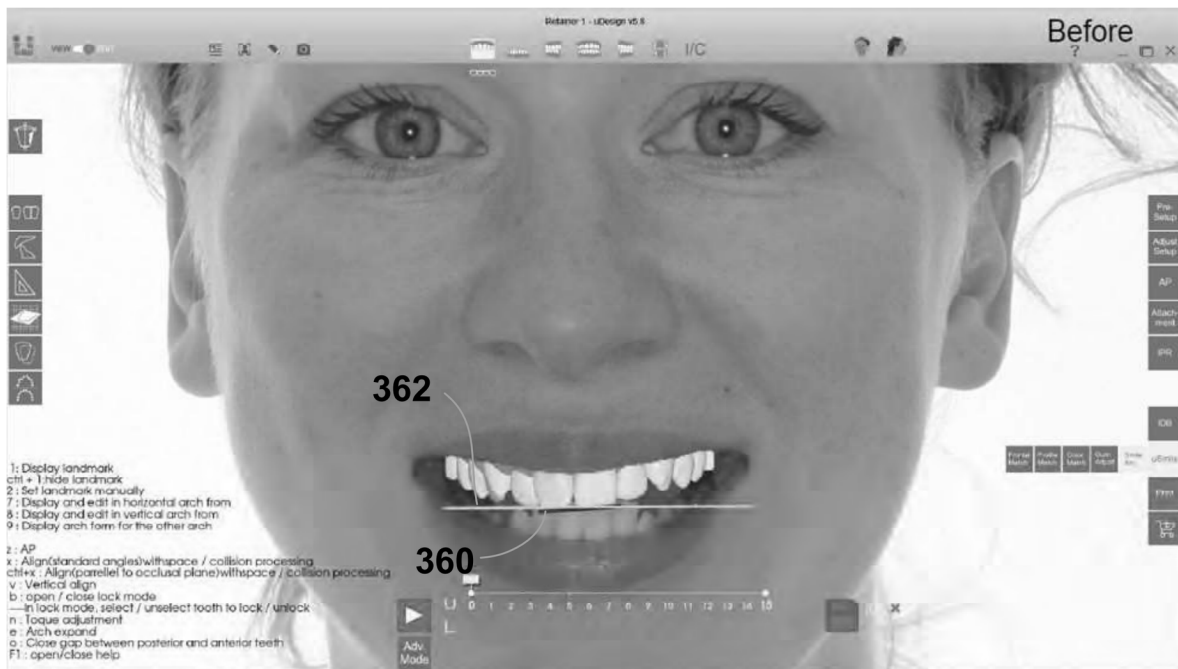 Retainer 1 - uDesign v5.8
Before
VIEW
I/C
?
Pre-
Setup
Adjust
Setup
AP
Attach-
ment
IPR
362
IDB
Frontal
Match
Profile
Match
Color
Match
Gum
Adjust
uSmile
Print
1 : Display landmark
ctrl + 1:hide landmark
2 : Set landmark manually
7 : Display and edit in horizontal arch from
8 : Display and edit in vertical arch from
9 : Display arch form for the other arch
z : AP
x : Align(standard angles)withspace / collision processing
ctrl+x : Align(parrellel to occlusal plane)withspace / collision processing
v : Vertical align
b : open / close lock mode
----In lock mode, select / unselect tooth to lock / unlock
n : Toque adjustment
e : Arch expand
o : Close gap between posterior and anterior teeth
F1 : open/close help
360
U 0 1 2 3 4 5 6 7 8 9 10 11 12 13 14 15
L
Adv.
Mode